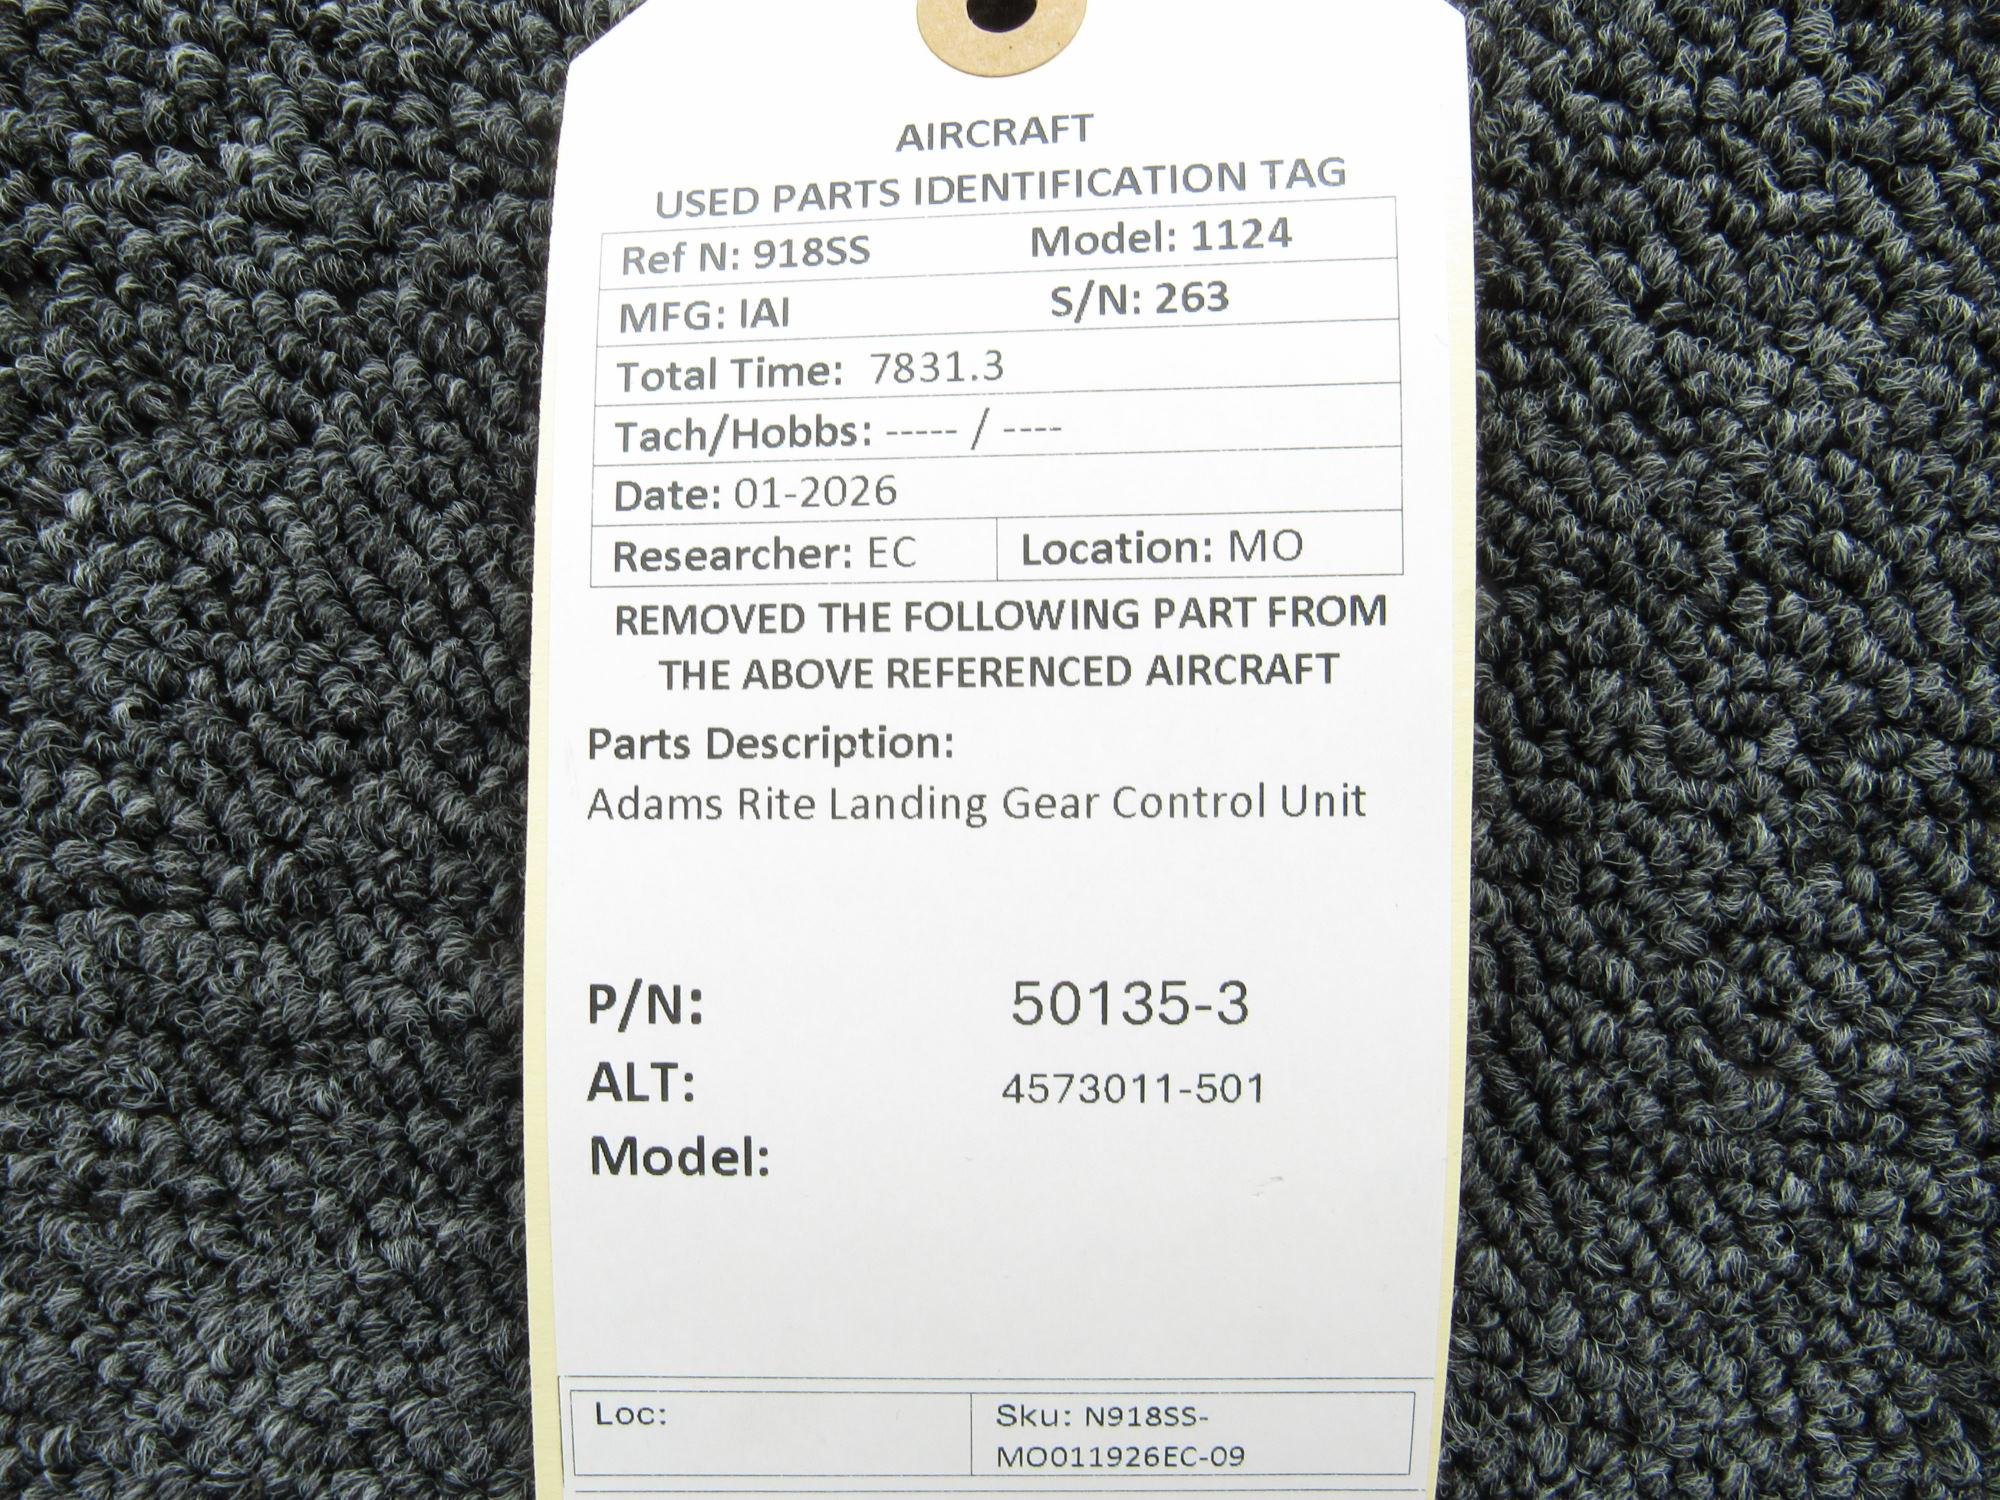 AIRCRAFT
USED PARTS IDENTIFICATION TAG
Ref N: 918SS Model: 1124
MFG: IAI S/N: 263
Total Time: 7831.3
Tach/Hobbs: ----- / ----
Date: 01-2026
Researcher: EC Location: MO
REMOVED THE FOLLOWING PART FROM
THE ABOVE REFERENCED AIRCRAFT
Parts Description:
Adams Rite Landing Gear Control Unit
P/N: 50135-3
ALT: 4573011-501
Model:
Loc: Sku: N918SS-
MO011926EC-09